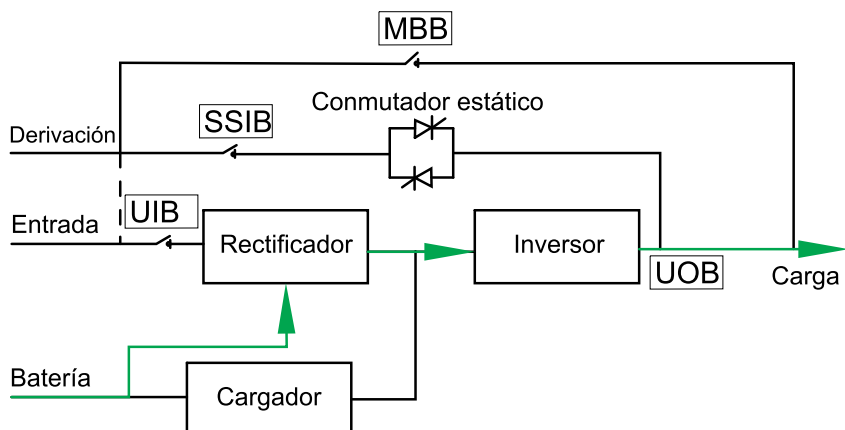 MBB
Conmutador estático
SSIB
Derivación
UIB
Entrada
Rectificador
Inversor
UOB
Carga
Batería
Cargador